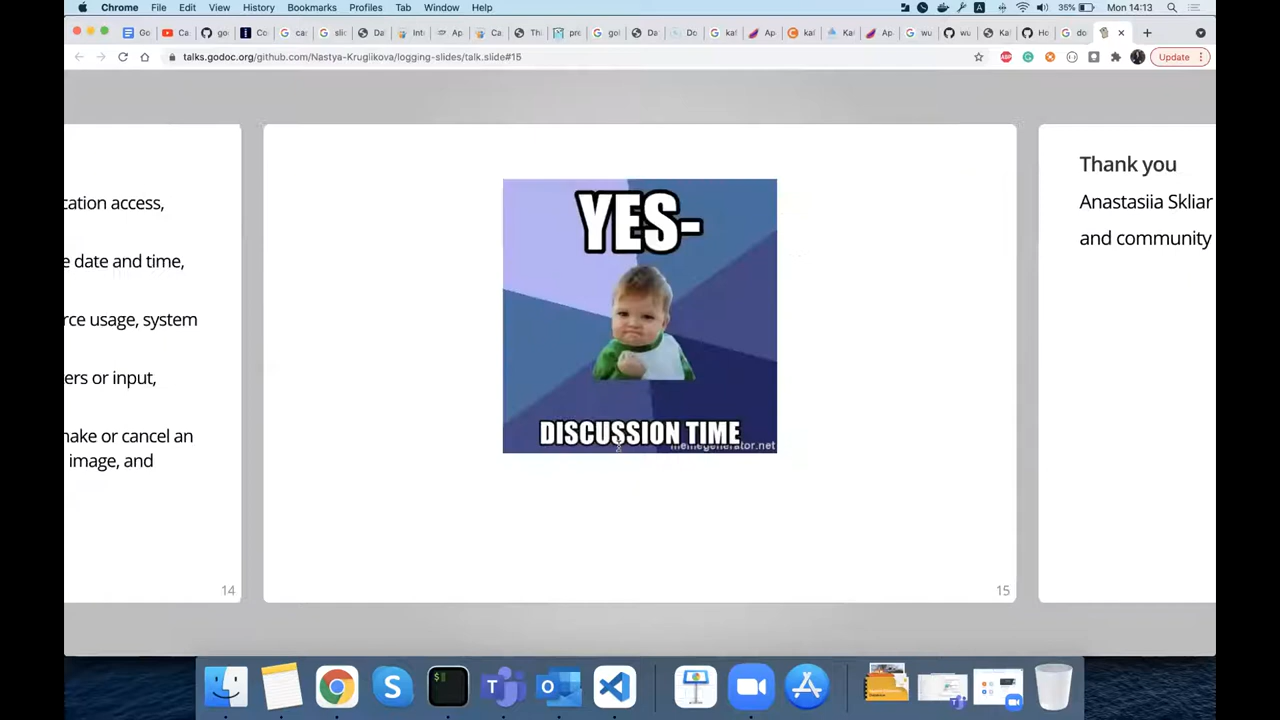 Chrome File Edit View History Bookmarks Profiles Tab Window Help
35% Mon 14:13
talks.godoc.org/github.com/Nastya-Kruglikova/logging-slides/talk.slide#15
Update
cation access,
e date and time,
rce usage, system
ers or input,
nake or cancel an
image, and
14
YES-
DISCUSSION TIME
memegenerator.net
15
Thank you
Anastasiia Skliar
and community